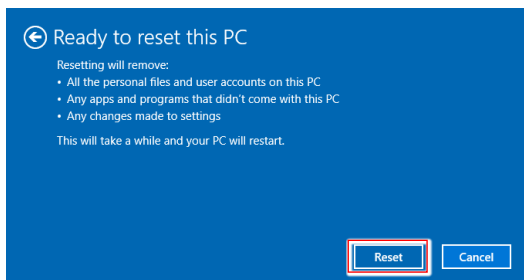 Ready to reset this PC
Resetting will remove:
• All the personal files and user accounts on this PC
• Any apps and programs that didn't come with this PC
• Any changes made to settings
This will take a while and your PC will restart.
Reset Cancel